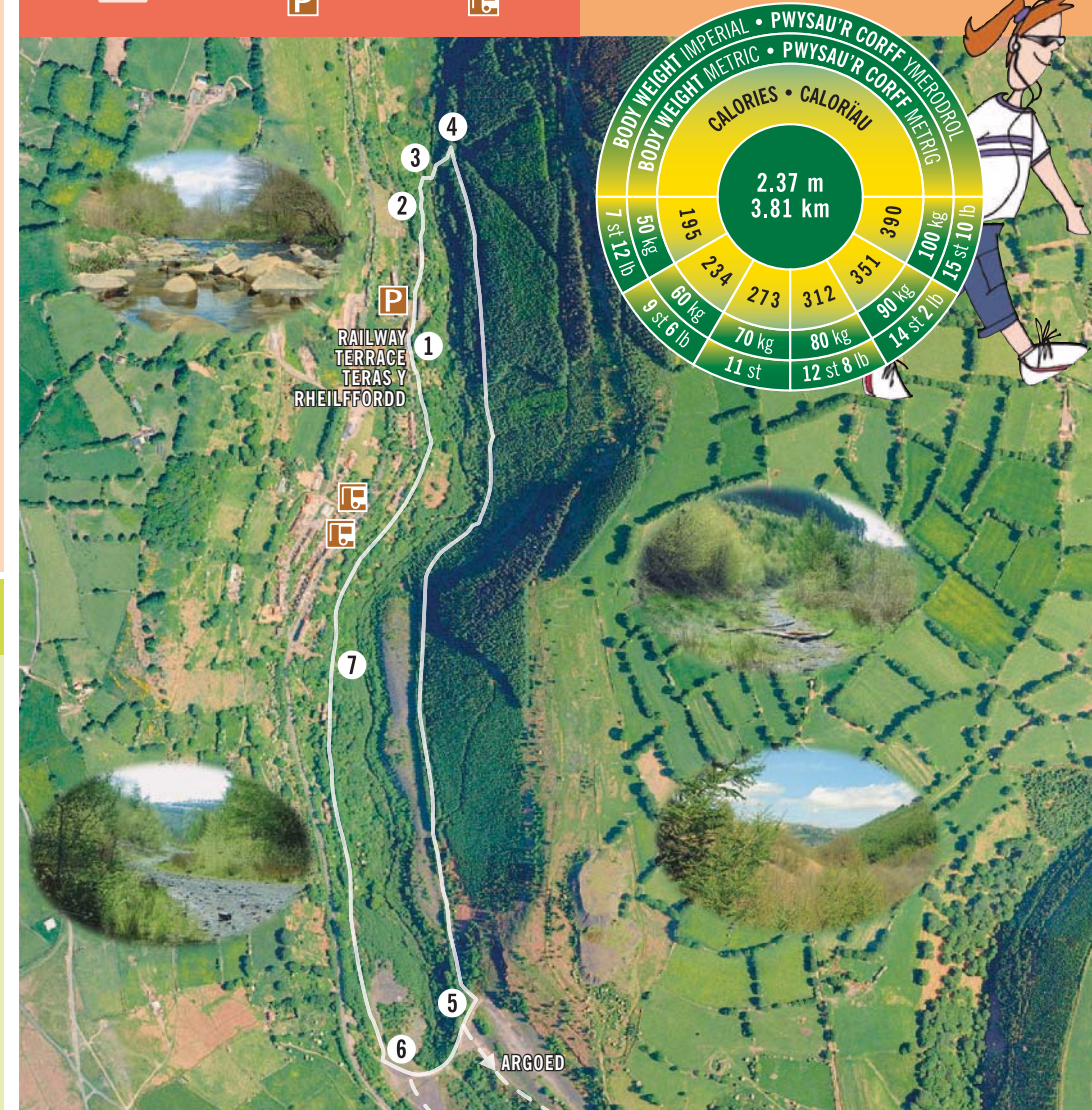 P
BODY WEIGHT IMPERIAL • PWYSAU'R CORFF YMERODROL
BODY WEIGHT METRIC • PWYSAU'R CORFF METRIG
CALORIES • CALORÏAU
2.37 m
3.81 km
195
234
273
312
351
390
50 kg
60 kg
70 kg
80 kg
90 kg
100 kg
7 st 12 lb
9 st 6 lb
11 st
12 st 8 lb
14 st 2 lb
15 st 10 lb
4
3
2
P
1
RAILWAY
TERRACE
TERAS Y
RHEILFFORDD
7
5
6
ARGOED